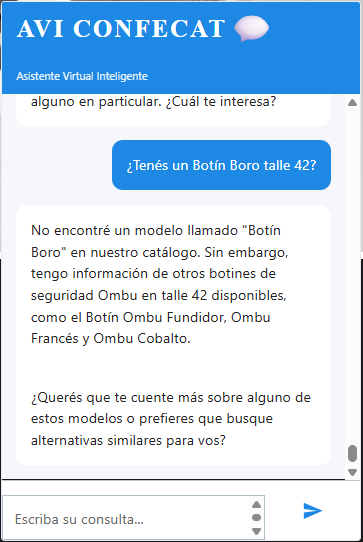 AVI CONFECAT 💬
Asistente Virtual Inteligente
alguno en particular. ¿Cuál te interesa?
¿Tenés un Botín Boro talle 42?
No encontré un modelo llamado "Botín
Boro" en nuestro catálogo. Sin embargo,
tengo información de otros botines de
seguridad Ombu en talle 42 disponibles,
como el Botín Ombu Fundidor, Ombu
Francés y Ombu Cobalto.
¿Querés que te cuente más sobre alguno de
estos modelos o prefieres que busque
alternativas similares para vos?
Escriba su consulta...